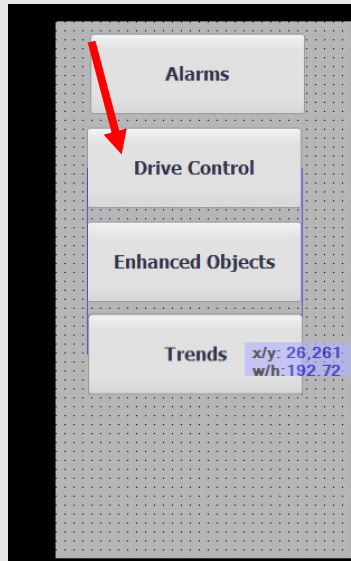 Alarms
Drive Control
Enhanced Objects
Trends
x/y: 26,261
w/h:192,72